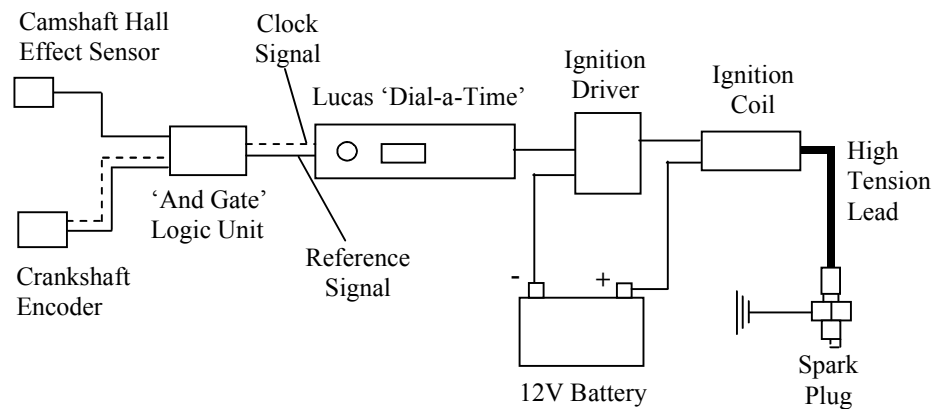 Camshaft Hall
Effect Sensor
Clock
Signal
Lucas ‘Dial-a-Time’
Ignition
Driver
Ignition
Coil
High
Tension
Lead
‘And Gate’
Logic Unit
Reference
Signal
Crankshaft
Encoder
- +
12V Battery
Spark
Plug